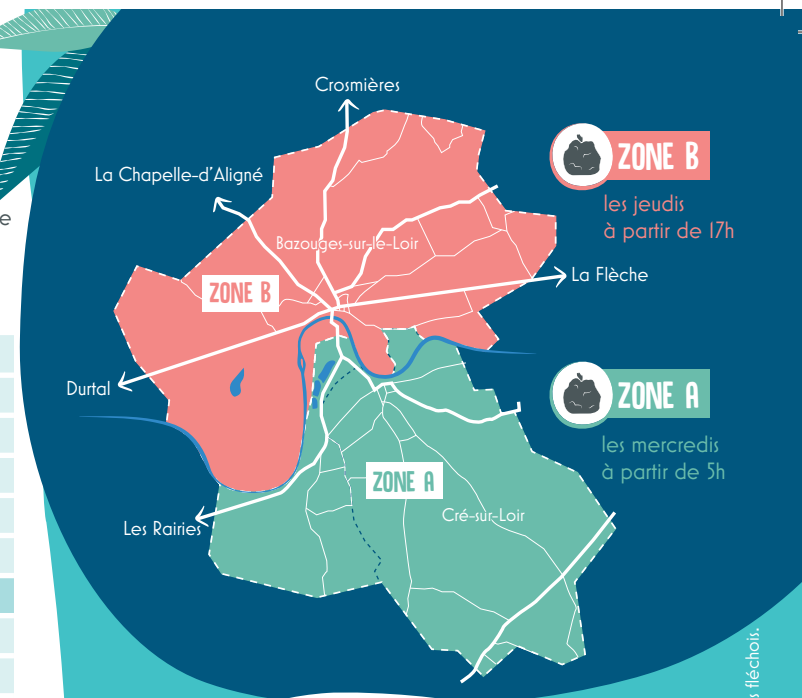 Crosmières
La Chapelle-d'Aligné
ZONE B
les jeudis
à partir de 17h
Bazouges-sur-le-Loir
La Flèche
ZONE B
Durtal
ZONE A
les mercredis
à partir de 5h
ZONE A
Cré-sur-Loir
Les Rairies
fléchois.